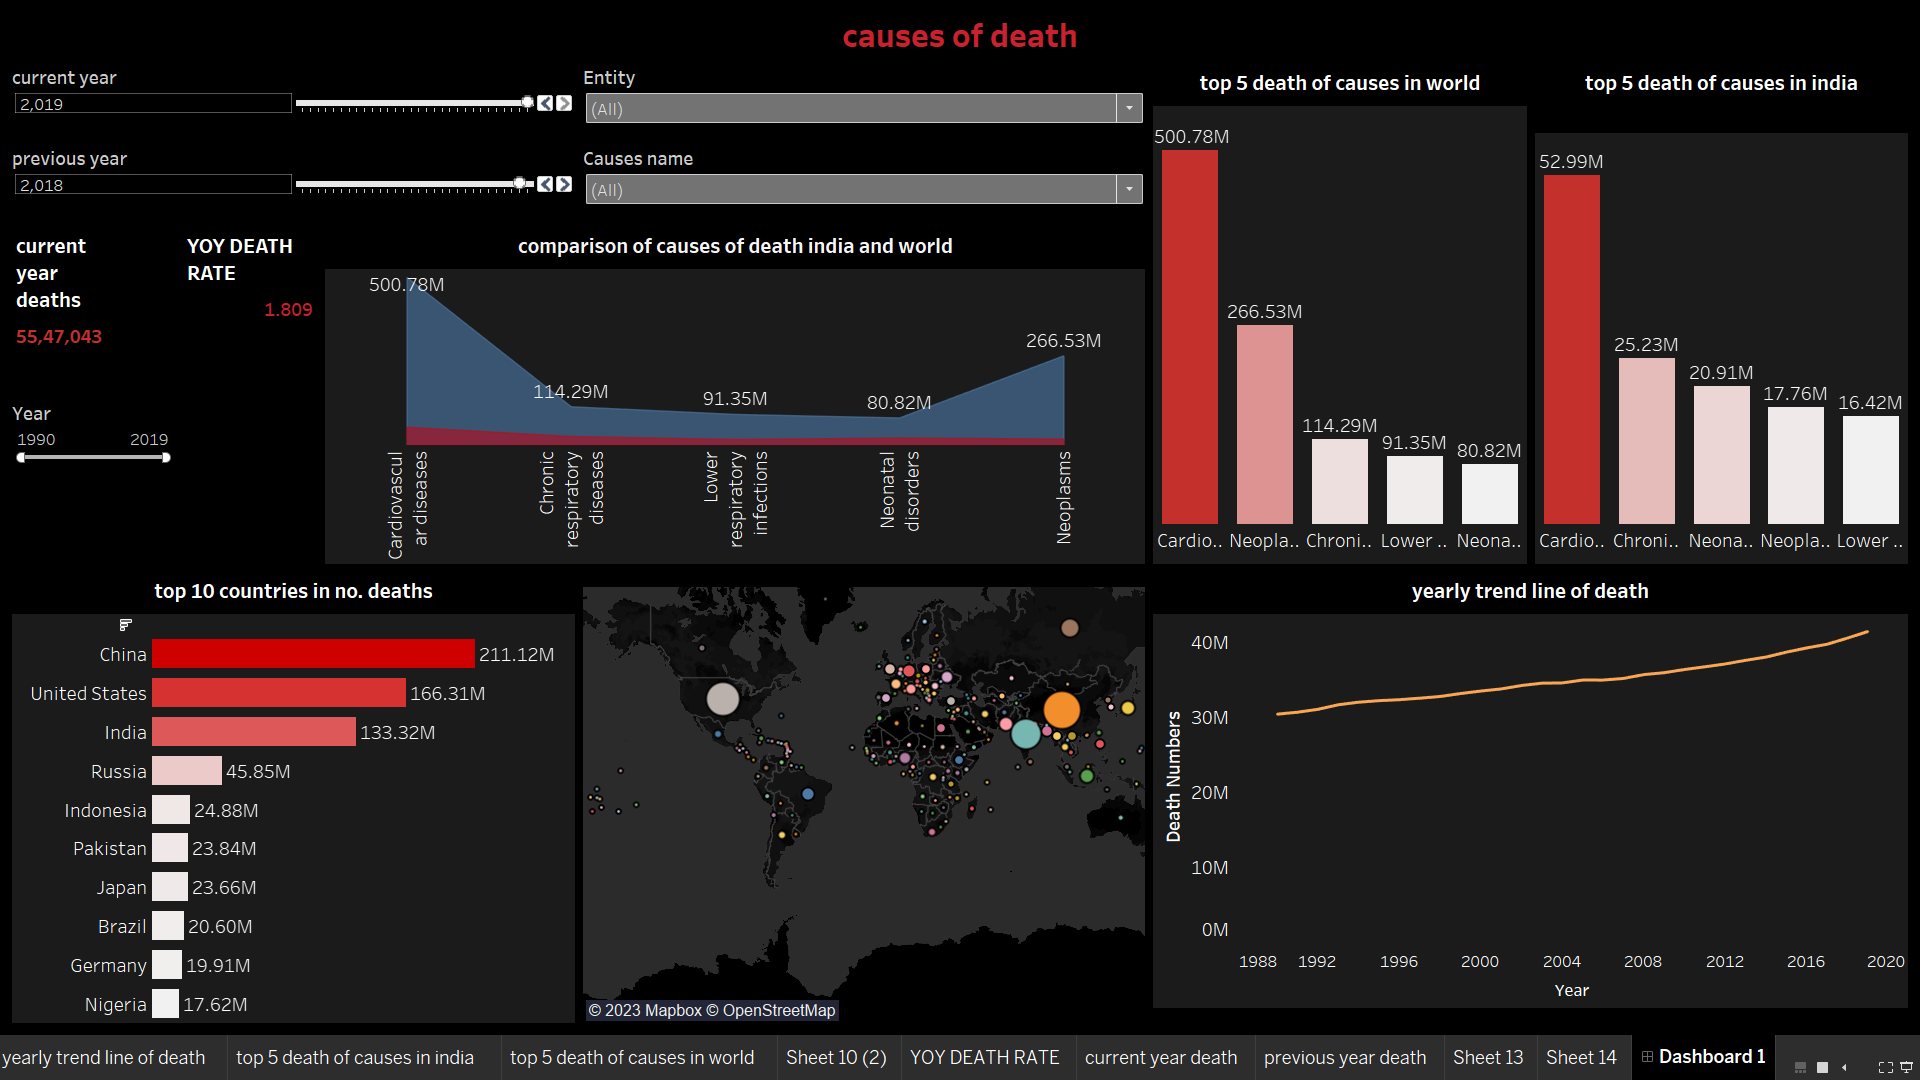 causes of death
current year
2,019
previous year
2,018
Entity
(All)
Causes name
(All)
current
year
deaths
55,47,043
YOY DEATH
RATE
1.809
Year
1990 2019
comparison of causes of death india and world
500.78M
114.29M
91.35M
80.82M
266.53M
Cardiovascul
ar diseases
Chronic
respiratory
diseases
Lower
respiratory
infections
Neonatal
disorders
Neoplasms
top 5 death of causes in world
500.78M
266.53M
114.29M
91.35M
80.82M
Cardio.. Neopla.. Chroni.. Lower .. Neona..
top 5 death of causes in india
52.99M
25.23M
20.91M
17.76M
16.42M
Cardio.. Chroni.. Neona.. Neopla.. Lower ..
top 10 countries in no. deaths
China 211.12M
United States 166.31M
India 133.32M
Russia 45.85M
Indonesia 24.88M
Pakistan 23.84M
Japan 23.66M
Brazil 20.60M
Germany 19.91M
Nigeria 17.62M
© 2023 Mapbox © OpenStreetMap
yearly trend line of death
Death Numbers
40M
30M
20M
10M
0M
1988 1992 1996 2000 2004 2008 2012 2016 2020
Year
yearly trend line of death top 5 death of causes in india top 5 death of causes in world Sheet 10 (2) YOY DEATH RATE current year death previous year death Sheet 13 Sheet 14 Dashboard 1